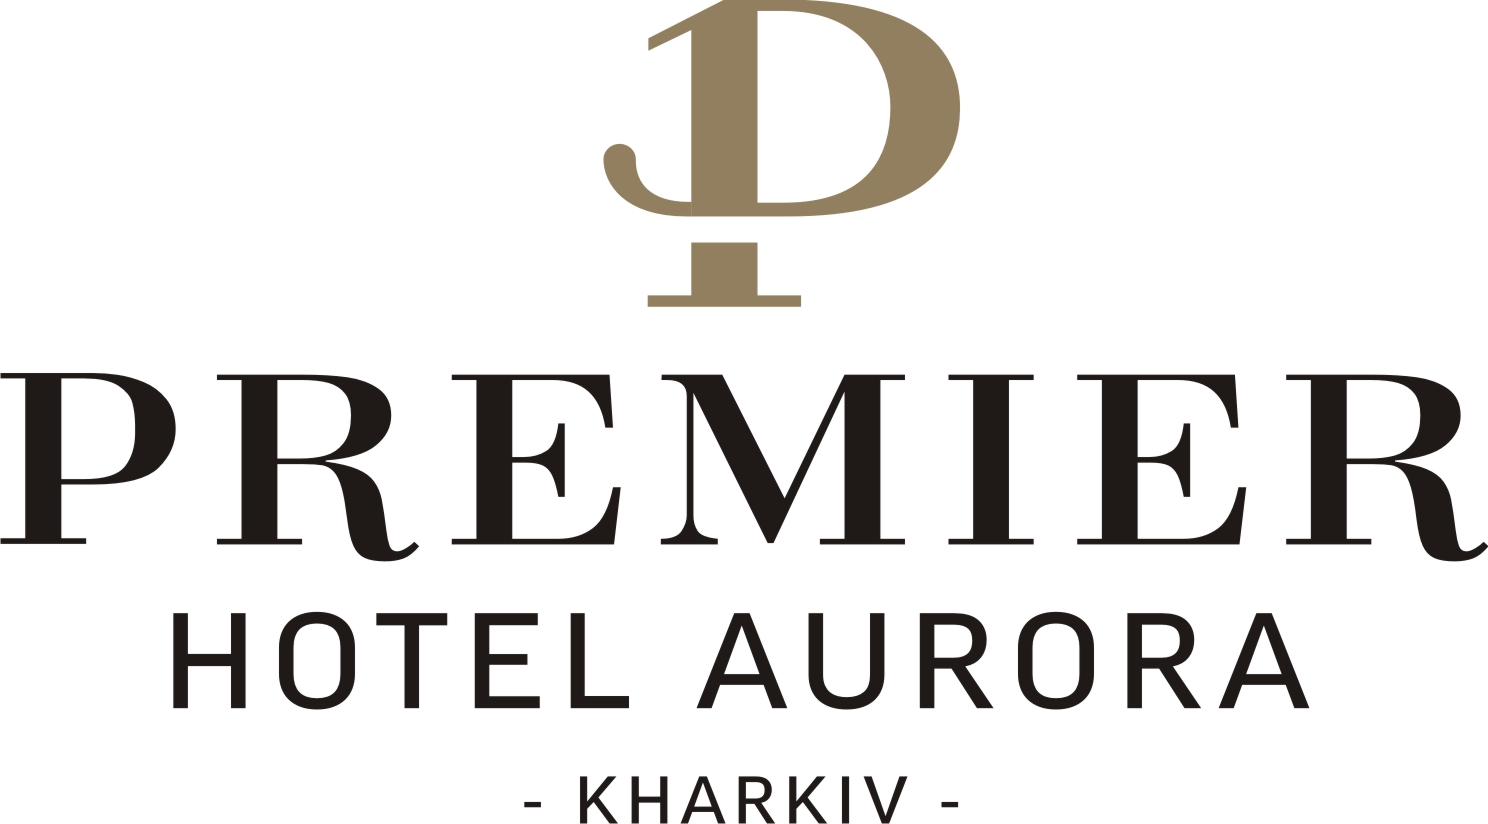 P
PREMIER
HOTEL AURORA
- KHARKIV -